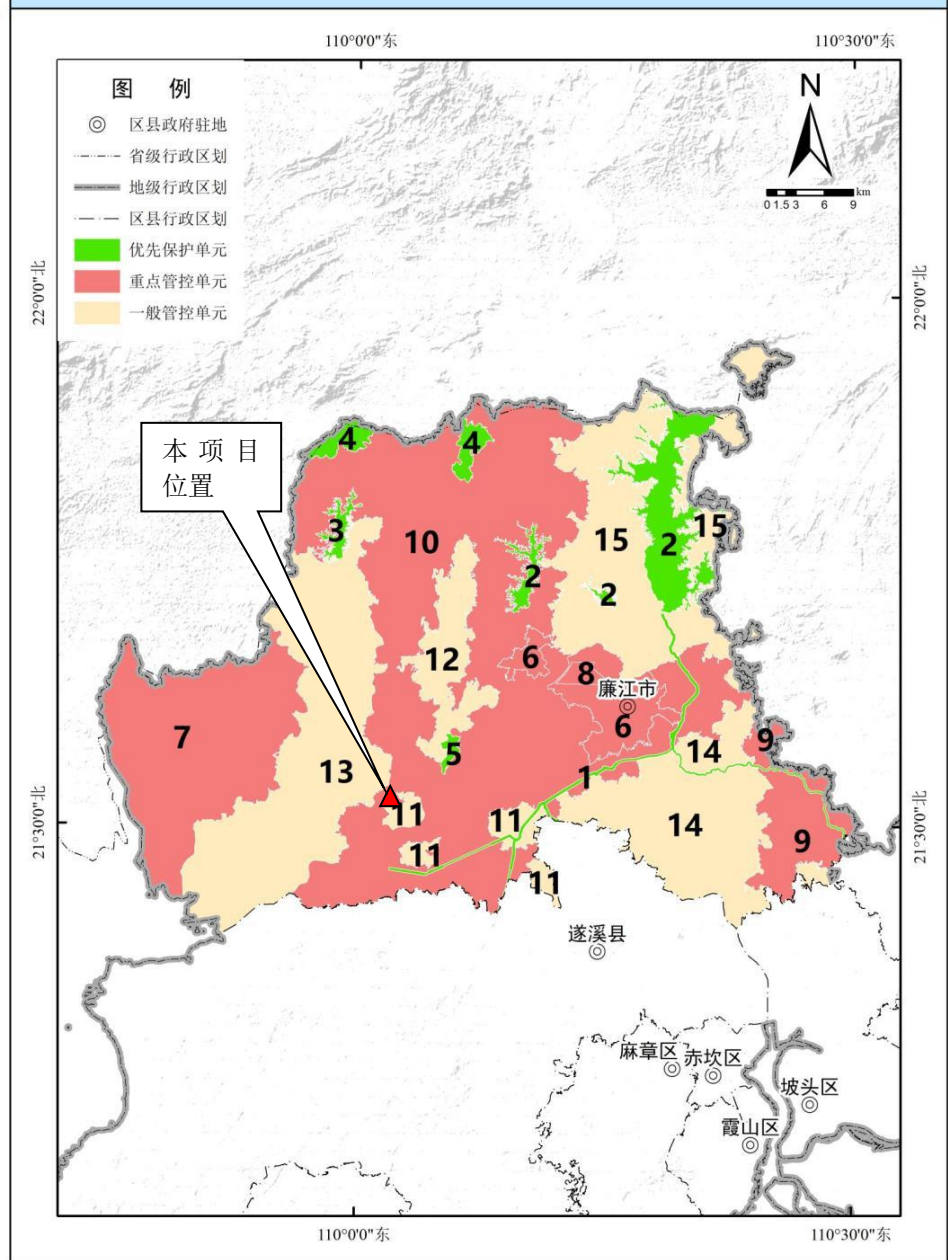 110°0'0"东
110°30'0"东
图 例
区县政府驻地
省级行政区划
地级行政区划
区县行政区划
优先保护单元
重点管控单元
一般管控单元
N
km
0 1.5 3 6 9
22°0'0"北
22°0'0"北
本项目
位置
4
4
3
10
15
2
15
2
2
12
6
8
廉江市
6
7
13
5
9
14
1
11
11
14
9
11
11
21°30'0"北
21°30'0"北
遂溪县
麻章区
赤坎区
坡头区
霞山区
110°0'0"东
110°30'0"东